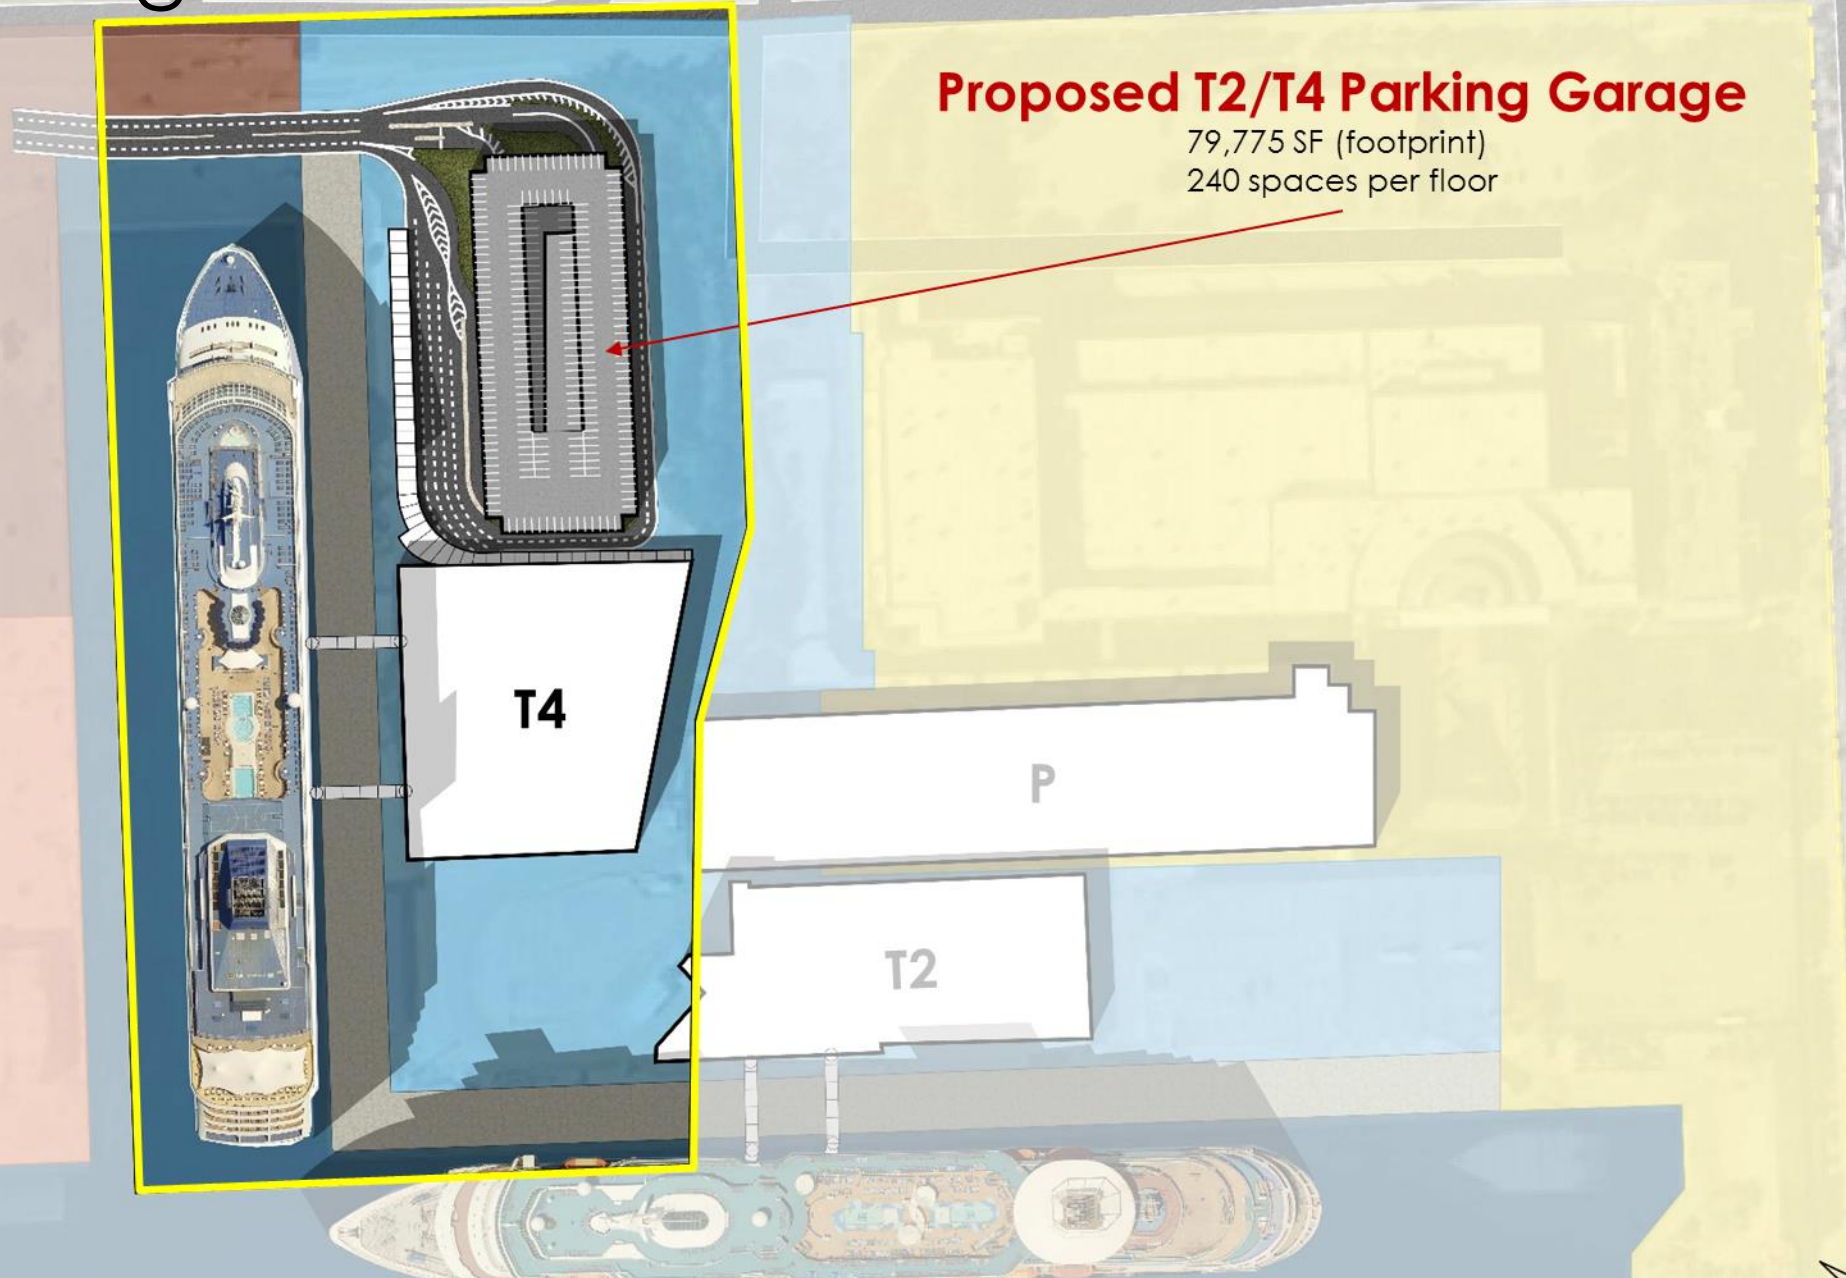 Proposed T2/T4 Parking Garage
79,775 SF (footprint)
240 spaces per floor
T4
P
T2